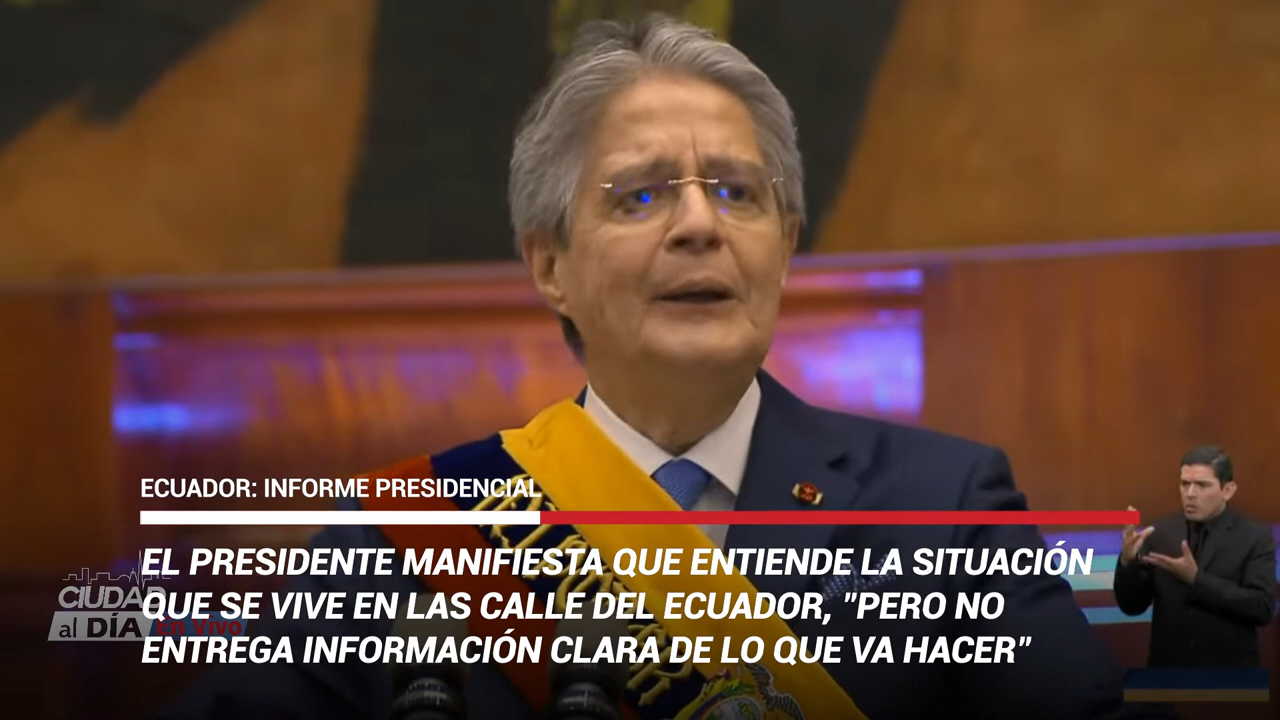 ECUADOR: INFORME PRESIDENCIAL
EL PRESIDENTE MANIFIESTA QUE ENTIENDE LA SITUACIÓN
QUE SE VIVE EN LAS CALLE DEL ECUADOR, "PERO NO
ENTREGA INFORMACIÓN CLARA DE LO QUE VA HACER"
CIUDAD
al DÍA En Vivo